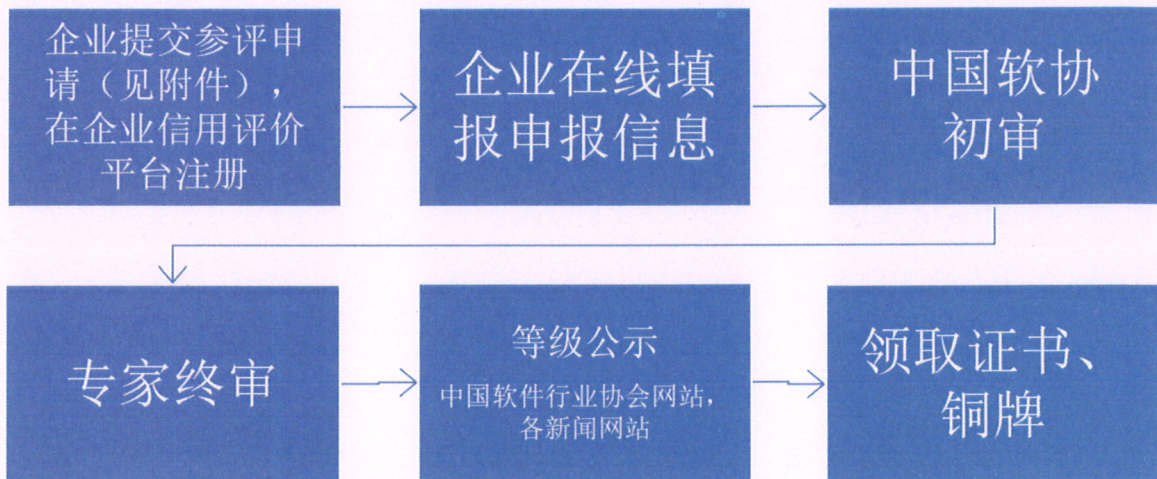 企业提交参评申
请（见附件），
在企业信用评价
平台注册
企业在线填
报申报信息
中国软协
初审
专家终审
等级公示
中国软件行业协会网站，
各新闻网站
领取证书、
铜牌